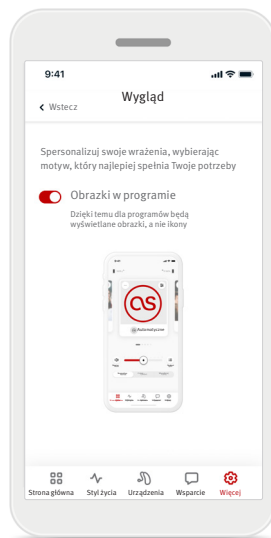 9:41
Wstecz
Wygląd
Spersonalizuj swoje wrażenia, wybierając
motyw, który najlepiej spełnia Twoje potrzeby
Obrazki w programie
Dzięki temu dla programów będą
wyświetlane obrazki, a nie ikony
Automatyczne
Strona główna Styl życia Urządzenia Wsparcie Więcej